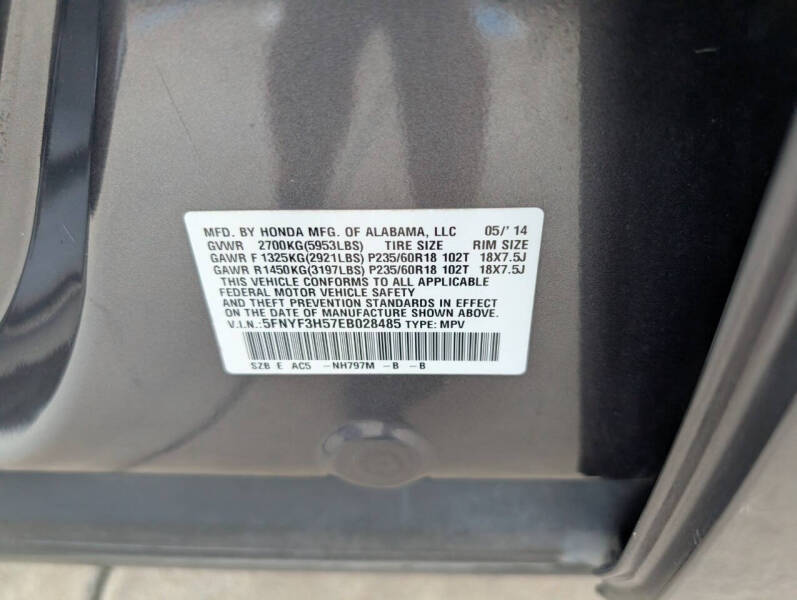 MFD. BY HONDA MFG. OF ALABAMA, LLC 05/'14
GVWR 2700KG(5953LBS) TIRE SIZE RIM SIZE
GAWR F 1325KG(2921LBS) P235/60R18 102T 18X7.5J
GAWR R1450KG(3197LBS) P235/60R18 102T 18X7.5J
THIS VEHICLE CONFORMS TO ALL APPLICABLE
FEDERAL MOTOR VEHICLE SAFETY
AND THEFT PREVENTION STANDARDS IN EFFECT
ON THE DATE OF MANUFACTURE SHOWN ABOVE.
V.I.N.:5FNYF3H57EB028485 TYPE: MPV
SZB E AC5 -NH797M -B -B